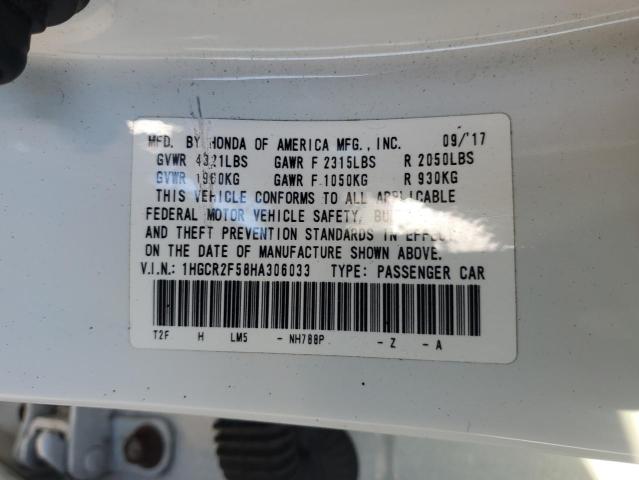 MFD. BY HONDA OF AMERICA MFG., INC. 09/'17
GVWR 4321LBS GAWR F 2315LBS R 2050LBS
GVWR 1960KG GAWR F 1050KG R 930KG
THIS VEHICLE CONFORMS TO ALL APPLICABLE
FEDERAL MOTOR VEHICLE SAFETY,
AND THEFT PREVENTION STANDARDS IN EFFECT
ON THE DATE OF MANUFACTURE SHOWN ABOVE.
V.I.N.: 1HGCR2F58HA306033 TYPE: PASSENGER CAR
T2F H LM5 - NH788P - Z - A